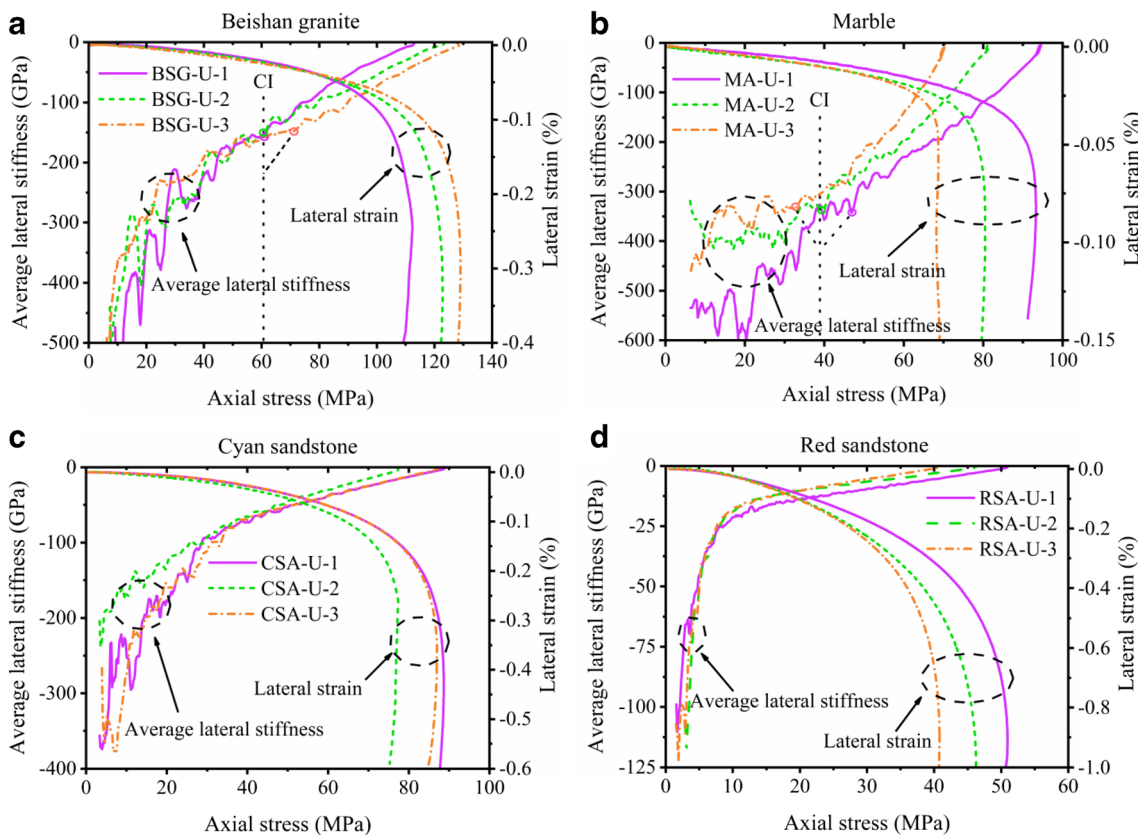 a
Beishan granite
Average lateral stiffness (GPa)
0
-100
-200
-300
-400
-500
BSG-U-1
BSG-U-2
BSG-U-3
CI
Lateral strain
Average lateral stiffness
0.0
0.1
0.2
0.3
0.4
Lateral strain (%)
0 20 40 60 80 100 120 140
Axial stress (MPa)
b
Marble
Average lateral stiffness (GPa)
0
-100
-200
-300
-400
-500
-600
MA-U-1
MA-U-2
MA-U-3
CI
Lateral strain
Average lateral stiffness
0.00
-0.05
-0.10
-0.15
Lateral strain (%)
0 20 40 60 80 100
Axial stress (MPa)
c
Cyan sandstone
Average lateral stiffness (GPa)
0
-100
-200
-300
-400
CSA-U-1
CSA-U-2
CSA-U-3
Lateral strain
Average lateral stiffness
0.0
-0.1
-0.2
-0.3
-0.4
-0.5
-0.6
Lateral strain (%)
0 20 40 60 80 100
Axial stress (MPa)
d
Red sandstone
Average lateral stiffness (GPa)
0
-25
-50
-75
-100
-125
RSA-U-1
RSA-U-2
RSA-U-3
Average lateral stiffness
Lateral strain
0.0
-0.2
-0.4
-0.6
-0.8
-1.0
Lateral strain (%)
0 10 20 30 40 50 60
Axial stress (MPa)